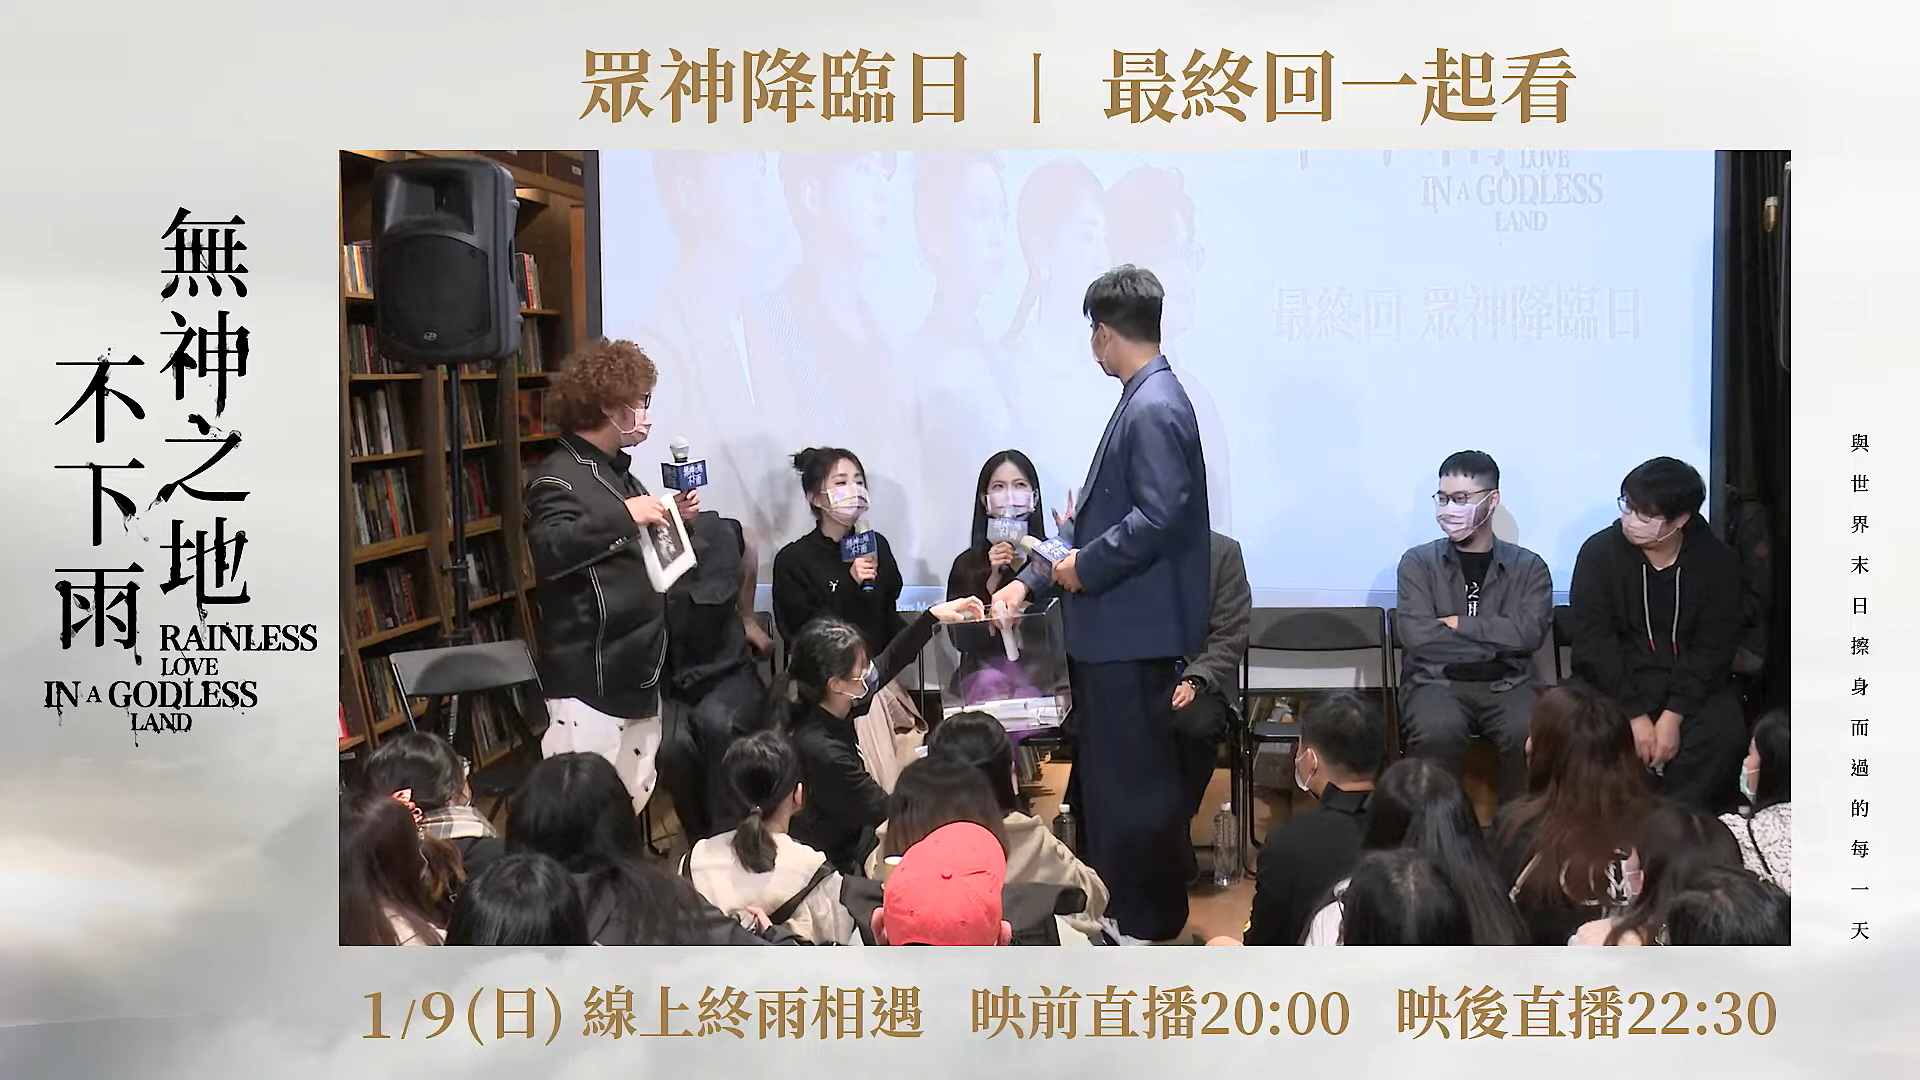 眾神降臨日 | 最終回一起看
無神之地
不下雨
RAINLESS
LOVE
IN A GODLESS
LAND
LOVE
IN A GODLESS
LAND
最終回 眾神降臨日
與世界末日擦身而過的每一天
1/9(日) 線上終雨相遇 映前直播20:00 映後直播22:30